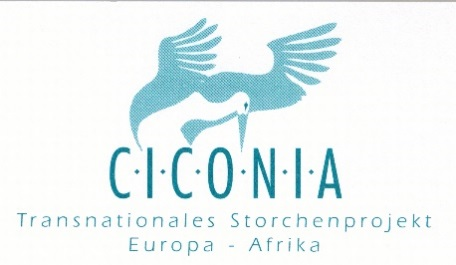 C·I·C·O·N·I·A
Transnationales Storchenprojekt
Europa - Afrika